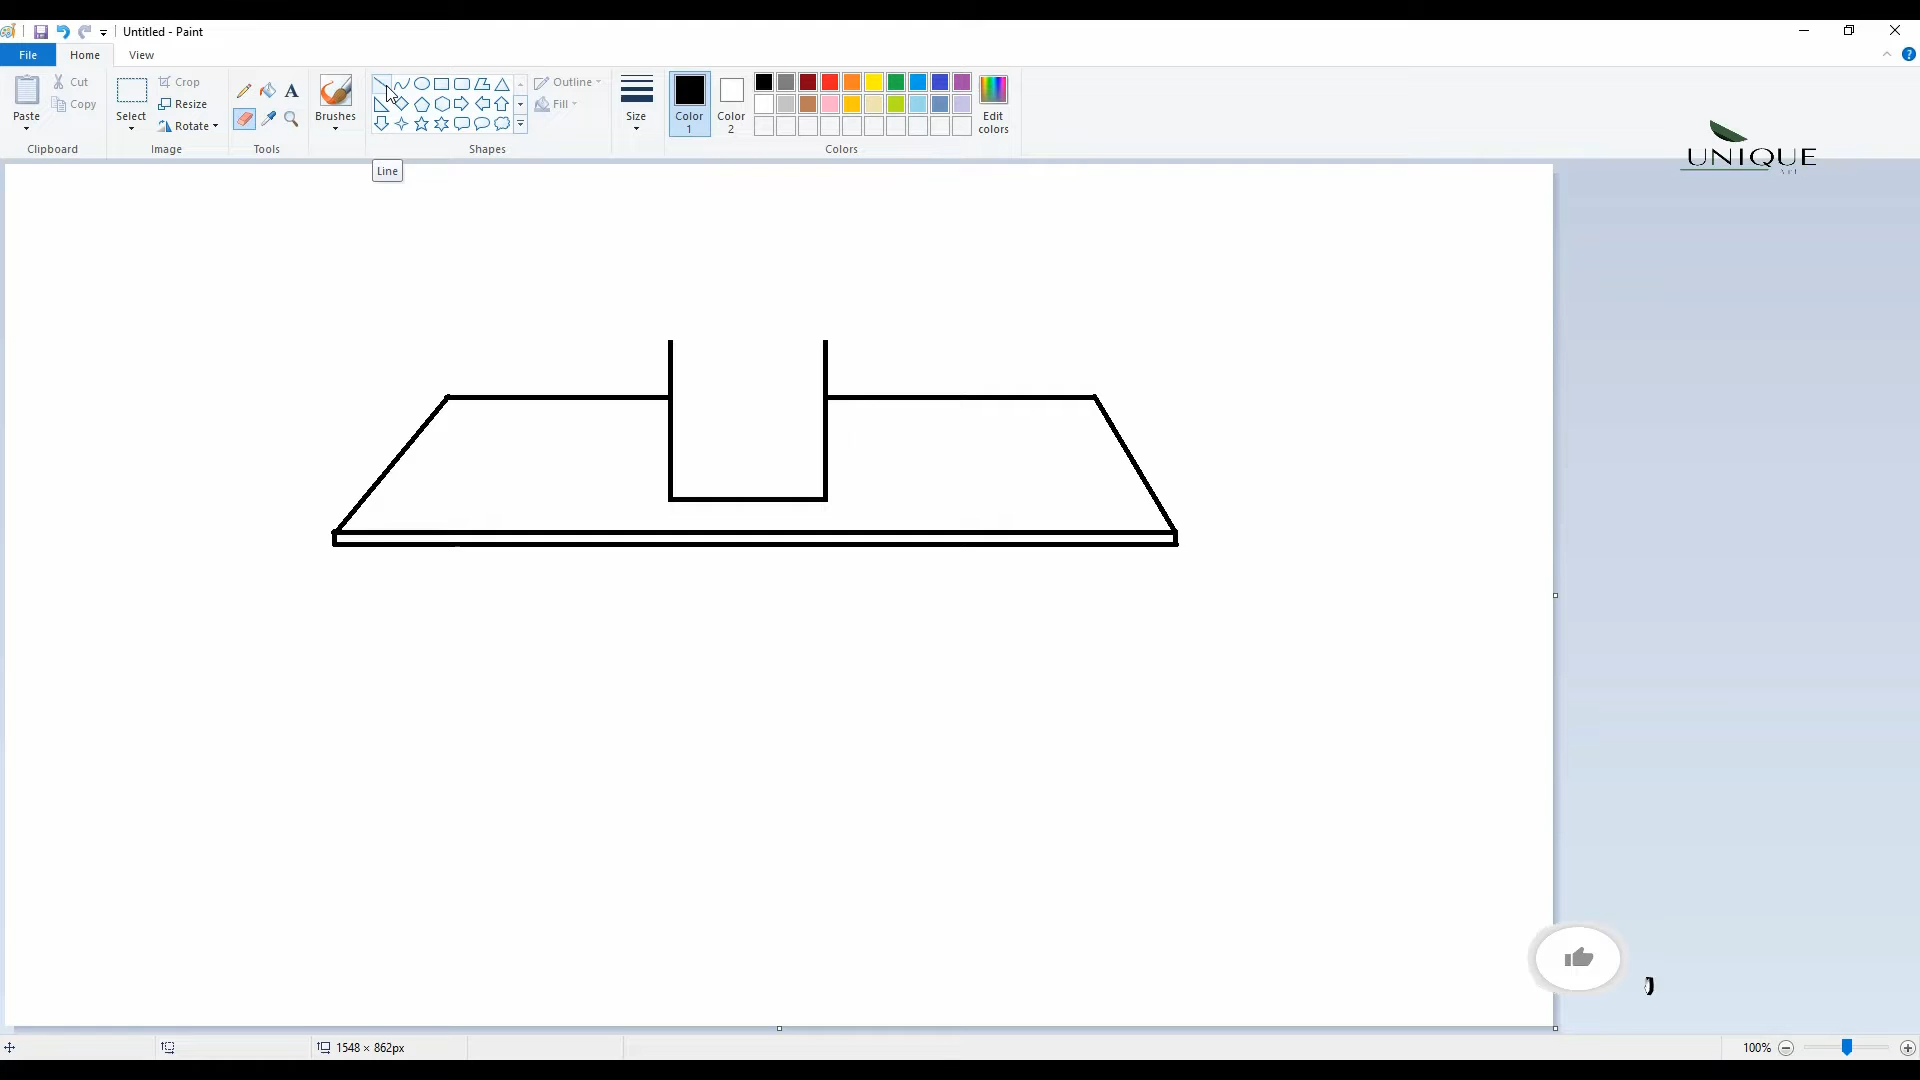 Untitled - Paint
File Home View
Paste
Cut
Copy
Clipboard
Select
Crop
Resize
Rotate
Image
Tools
Brushes
Shapes
Outline
Fill
Size
Color 1
Color 2
Edit colors
Colors
Line
UNIQUE
Art
1548 × 862px
100%